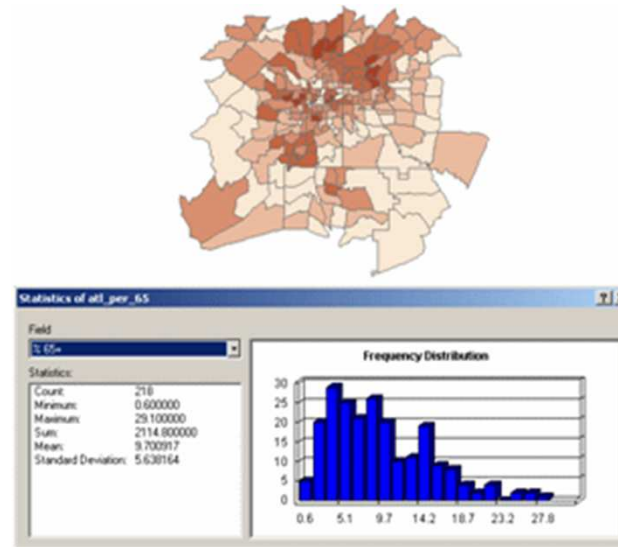 Statistics of atl_per_65
Field
% 65+
Statistics:
Count: 218
Minimum: 0.600000
Maximum: 29.100000
Sum: 2114.800000
Mean: 9.700917
Standard Deviation: 5.638164
Frequency Distribution
30
25
20
15
10
5
0
0.6 5.1 9.7 14.2 18.7 23.2 27.8